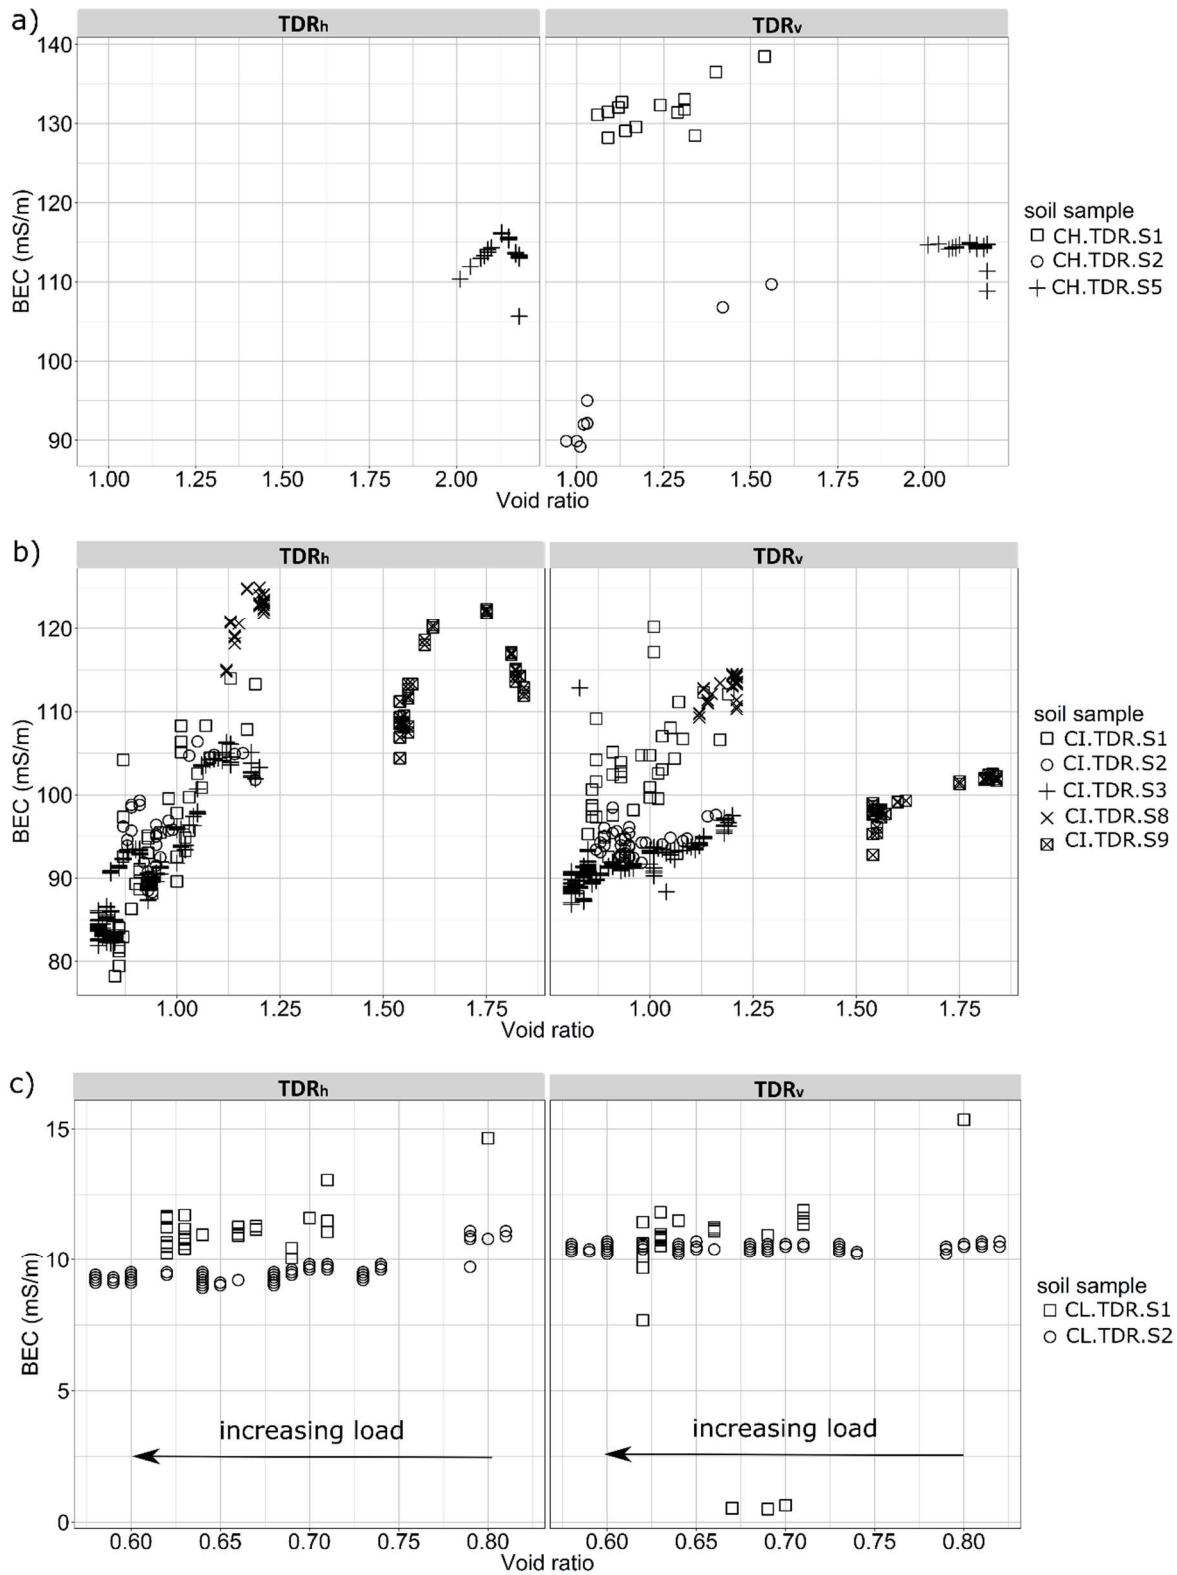 a)
TDRh TDRv
140
130
120
110
100
90
BEC (mS/m)
1.00 1.25 1.50 1.75 2.00 1.00 1.25 1.50 1.75 2.00
Void ratio
soil sample
CH.TDR.S1
CH.TDR.S2
CH.TDR.S5
b)
TDRh TDRv
120
110
100
90
80
BEC (mS/m)
1.00 1.25 1.50 1.75 1.00 1.25 1.50 1.75
Void ratio
soil sample
CI.TDR.S1
CI.TDR.S2
CI.TDR.S3
CI.TDR.S8
CI.TDR.S9
c)
TDRh TDRv
15
10
5
0
BEC (mS/m)
increasing load increasing load
0.60 0.65 0.70 0.75 0.80 0.60 0.65 0.70 0.75 0.80
Void ratio
soil sample
CL.TDR.S1
CL.TDR.S2